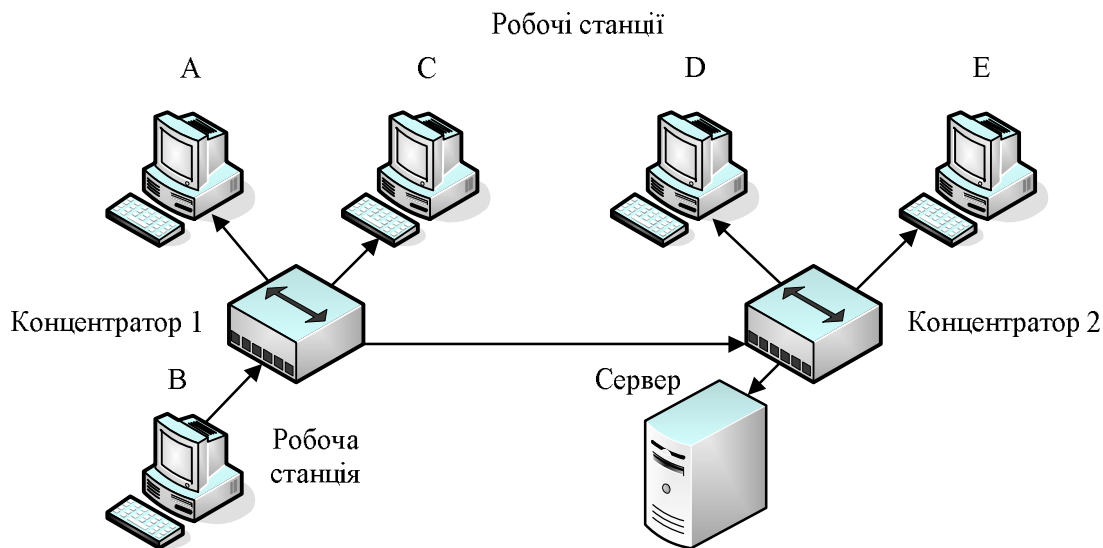 Робочі станції
A
C
D
E
Концентратор 1
Концентратор 2
B
Сервер
Робоча
станція